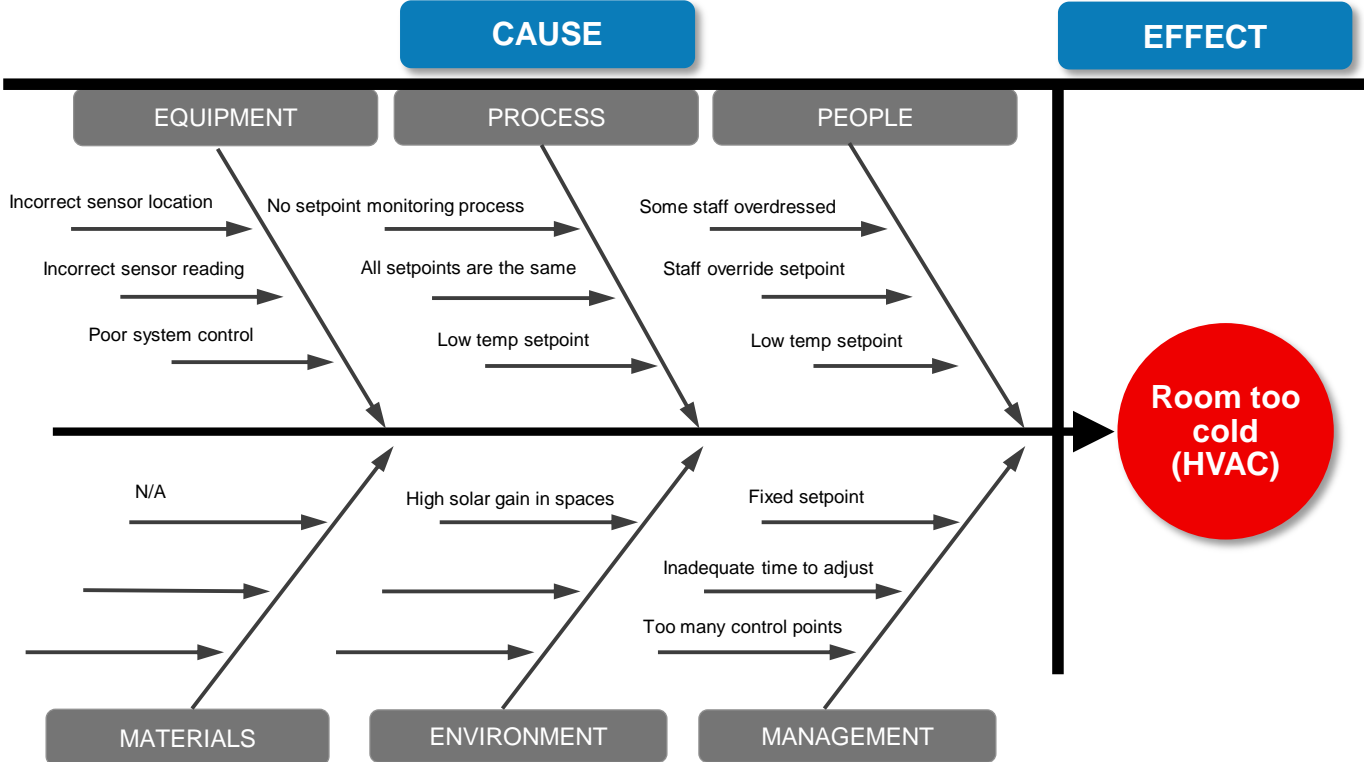 CAUSE
EFFECT
EQUIPMENT
PROCESS
PEOPLE
Incorrect sensor location
No setpoint monitoring process
Some staff overdressed
Incorrect sensor reading
All setpoints are the same
Staff override setpoint
Poor system control
Low temp setpoint
Low temp setpoint
Room too
cold
(HVAC)
N/A
High solar gain in spaces
Fixed setpoint
Inadequate time to adjust
Too many control points
MATERIALS
ENVIRONMENT
MANAGEMENT